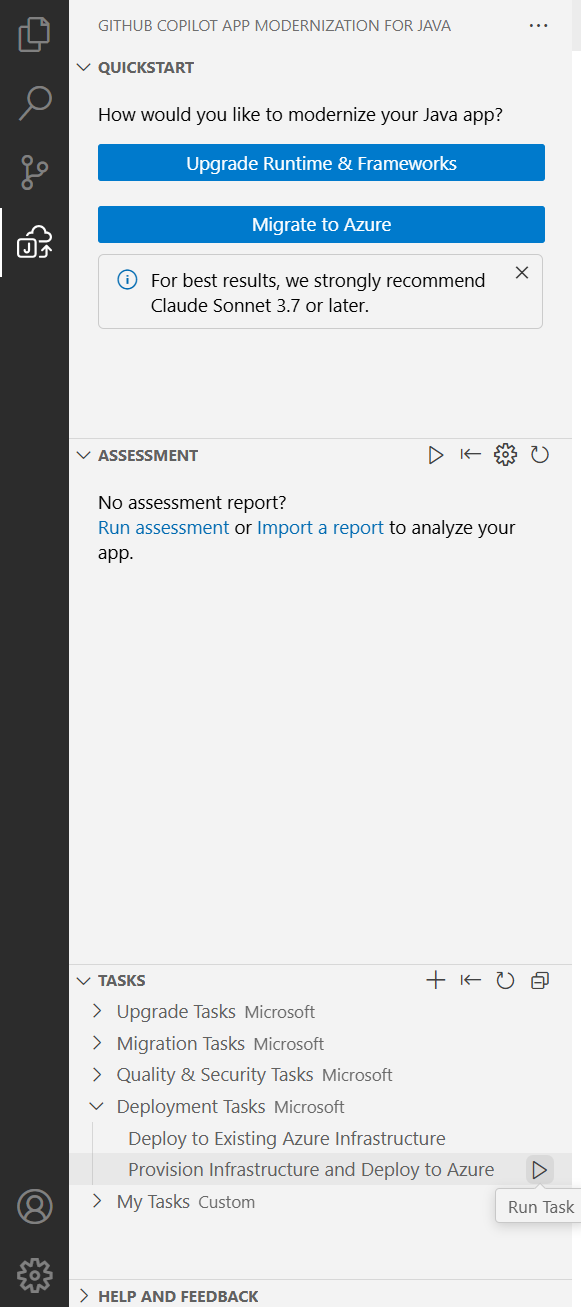 GITHUB COPILOT APP MODERNIZATION FOR JAVA
QUICKSTART
How would you like to modernize your Java app?
Upgrade Runtime & Frameworks
Migrate to Azure
For best results, we strongly recommend
Claude Sonnet 3.7 or later.
ASSESSMENT
No assessment report?
Run assessment or Import a report to analyze your
app.
TASKS
Upgrade Tasks Microsoft
Migration Tasks Microsoft
Quality & Security Tasks Microsoft
Deployment Tasks Microsoft
Deploy to Existing Azure Infrastructure
Provision Infrastructure and Deploy to Azure
My Tasks Custom
Run Task
HELP AND FEEDBACK